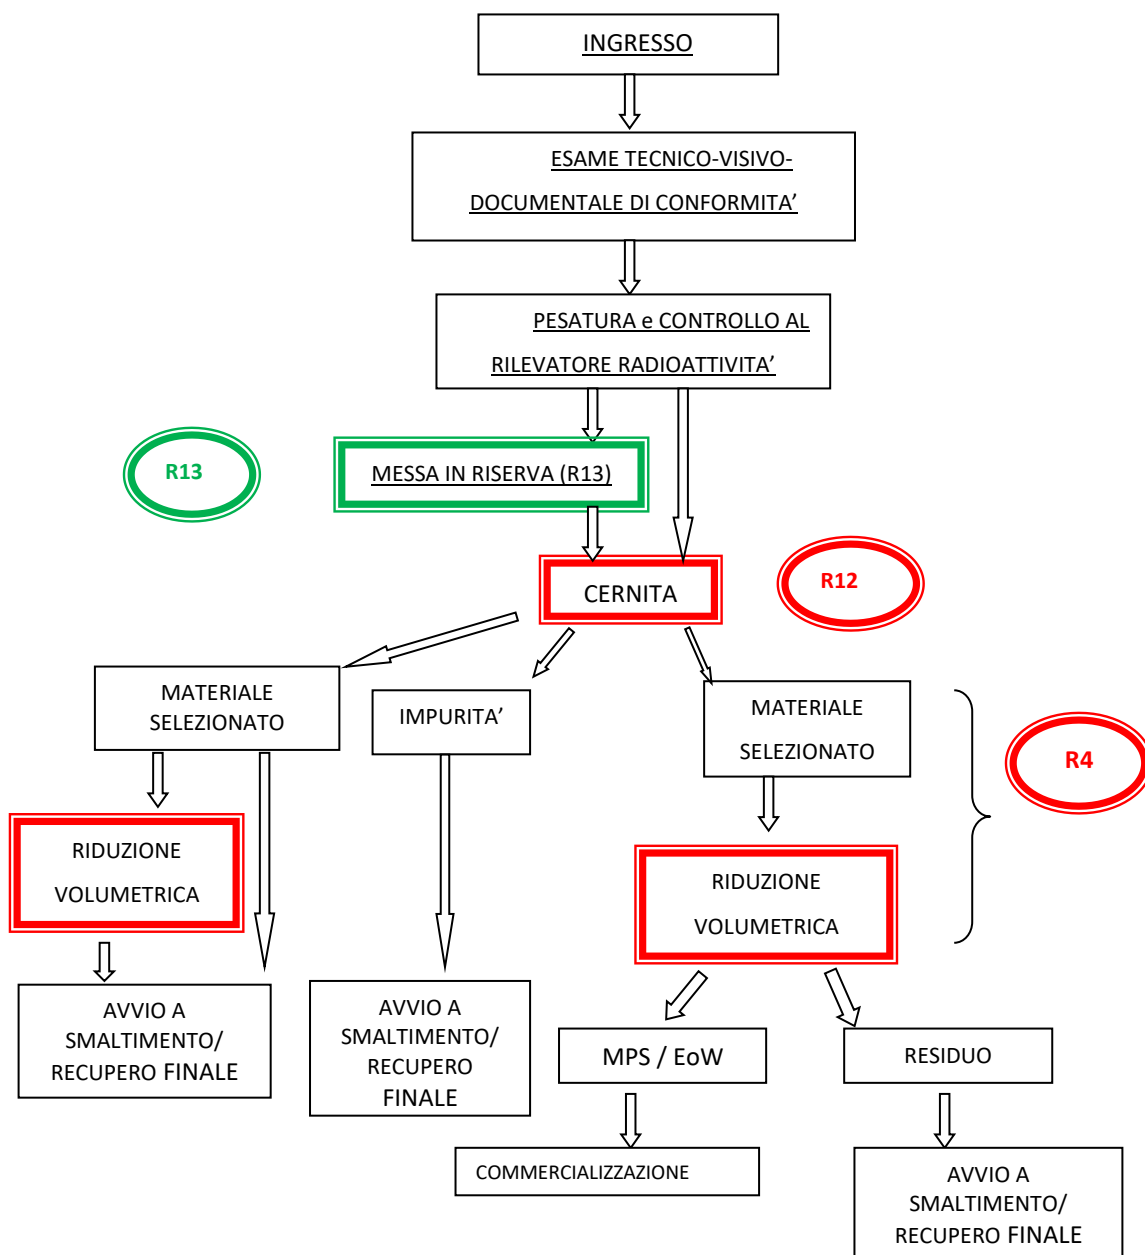 INGRESSO
ESAME TECNICO-VISIVO-
DOCUMENTALE DI CONFORMITA’
PESATURA e CONTROLLO AL
RILEVATORE RADIOATTIVITA’
R13
MESSA IN RISERVA (R13)
CERNITA
R12
MATERIALE
SELEZIONATO
IMPURITA’
MATERIALE
SELEZIONATO
R4
RIDUZIONE
VOLUMETRICA
RIDUZIONE
VOLUMETRICA
AVVIO A
SMALTIMENTO/
RECUPERO FINALE
AVVIO A
SMALTIMENTO/
RECUPERO
FINALE
MPS / EoW
RESIDUO
COMMERCIALIZZAZIONE
AVVIO A
SMALTIMENTO/
RECUPERO FINALE